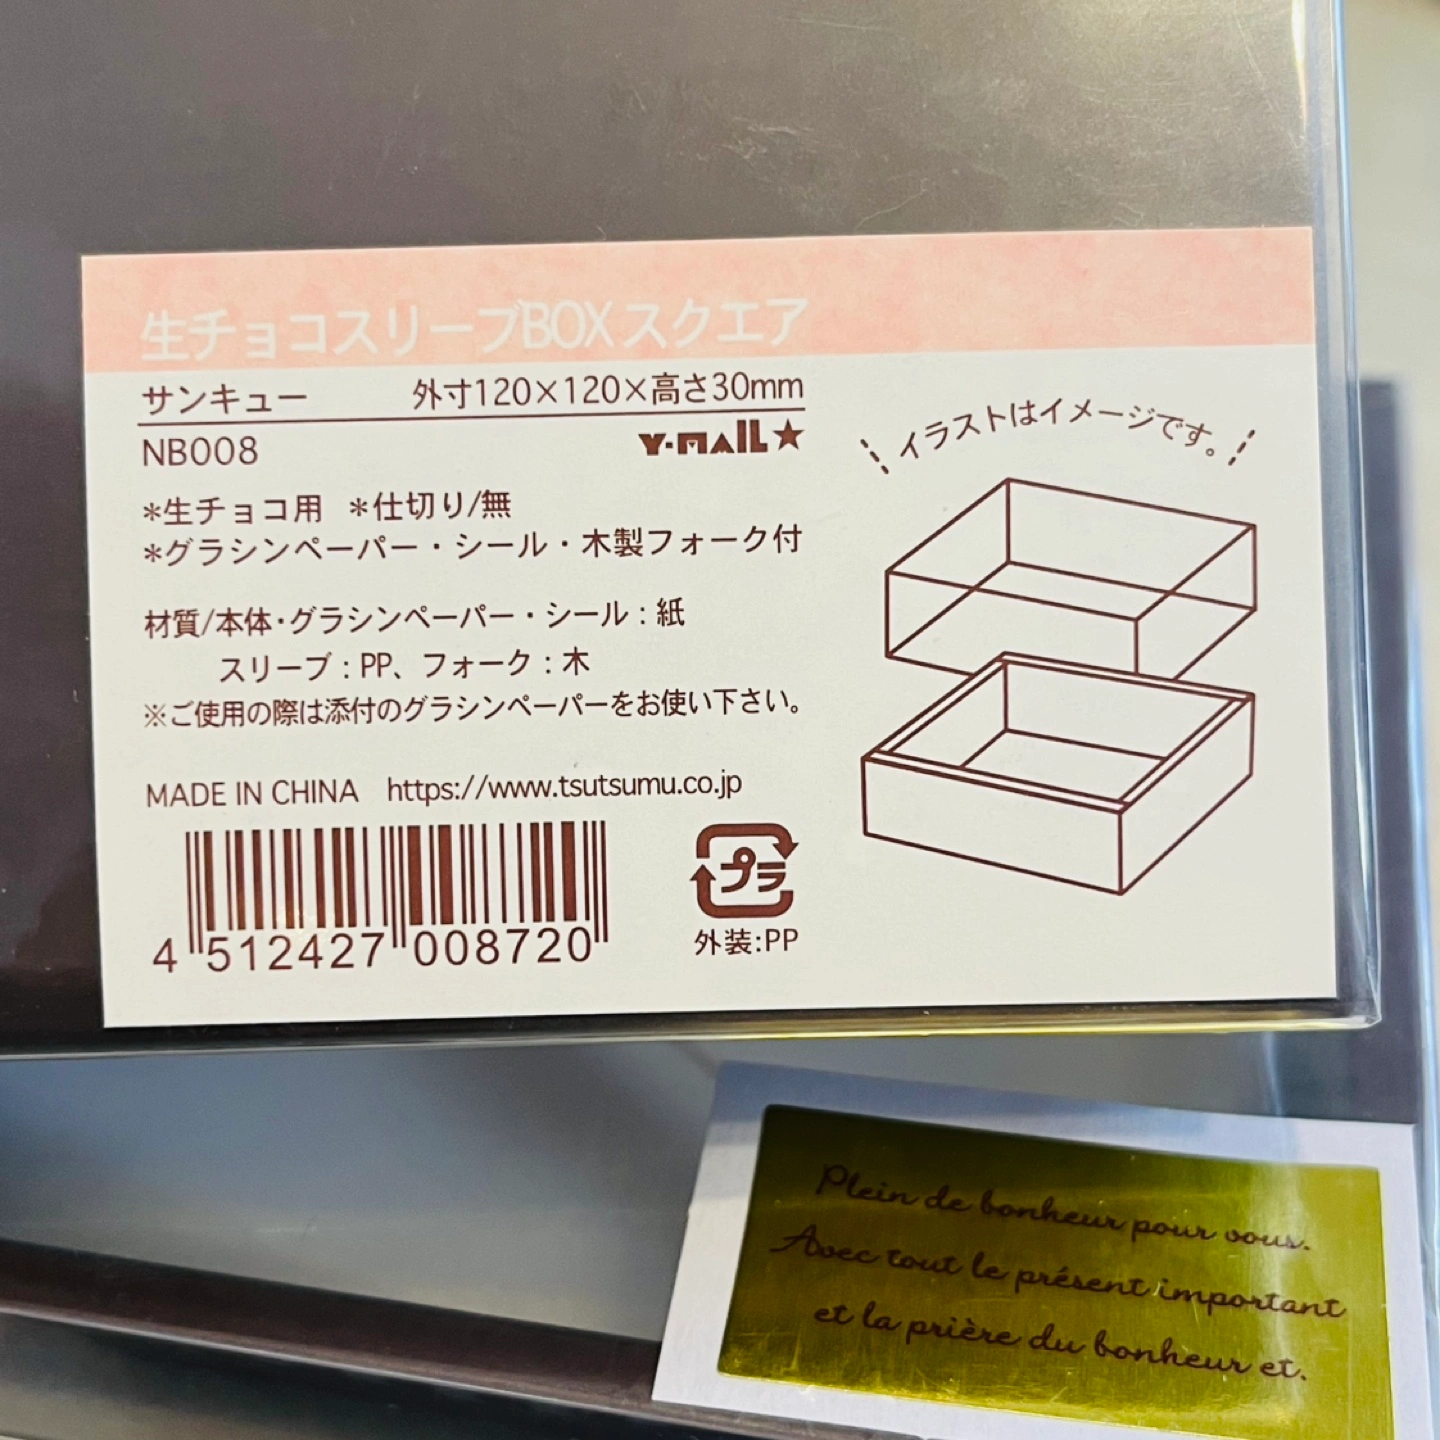 生チョコスリーブBOXスクエア
サンキュー 外寸120×120×高さ30mm
NB008 Y-MAIL★
*生チョコ用 *仕切り/無
*グラシンペーパー・シール・木製フォーク付
材質/本体・グラシンペーパー・シール:紙
スリーブ:PP、フォーク:木
※ご使用の際は添付のグラシンペーパーをお使い下さい。
MADE IN CHINA https://www.tsutsumu.co.jp
4 512427 008720
プラ
外装:PP
イラストはイメージです。
Plein de bonheur pour vous.
Avec tout le présent important
et la prière du bonheur et.